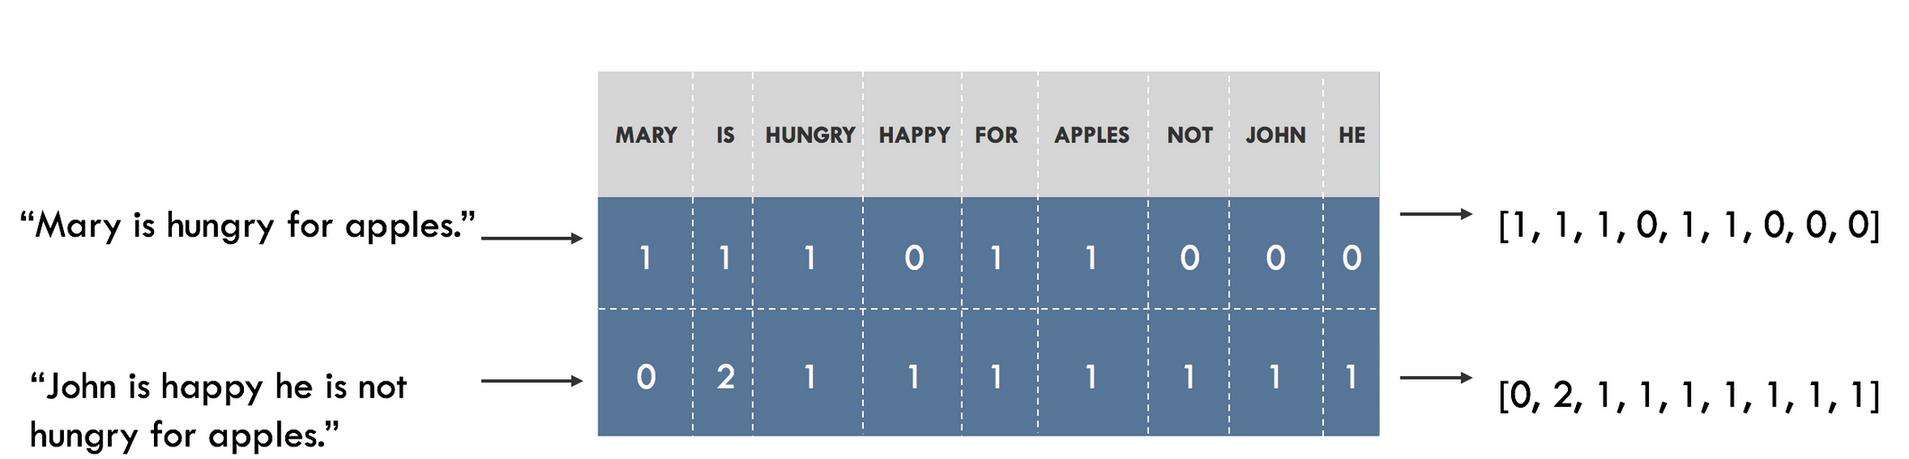 MARY IS HUNGRY HAPPY FOR APPLES NOT JOHN HE
“Mary is hungry for apples.”
1 1 1 0 1 1 0 0 0
[1, 1, 1, 0, 1, 1, 0, 0, 0]
“John is happy he is not
hungry for apples.”
0 2 1 1 1 1 1 1 1
[0, 2, 1, 1, 1, 1, 1, 1, 1]